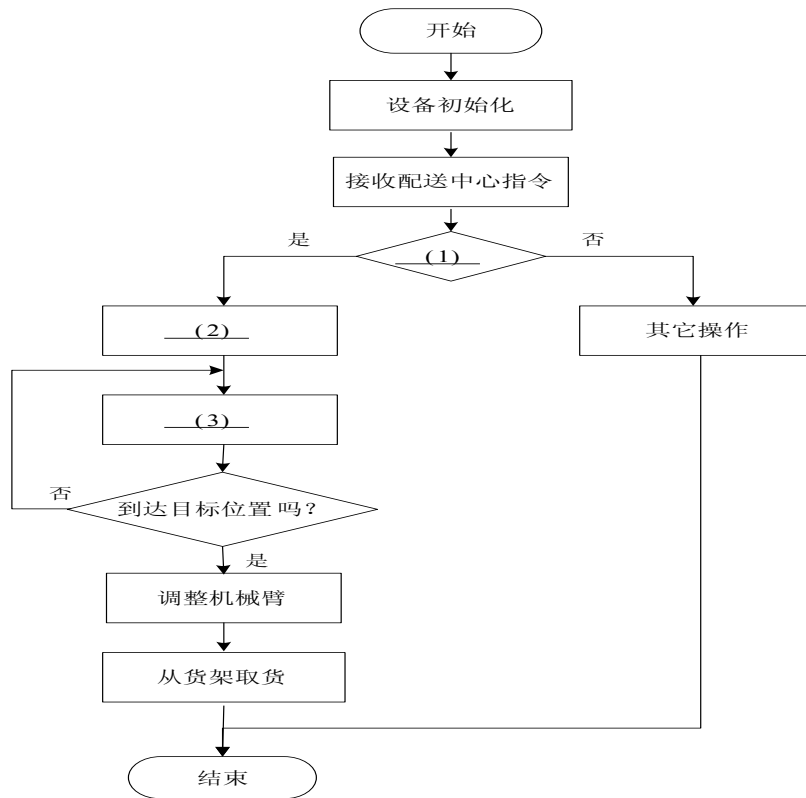 开始
设备初始化
接收配送中心指令
是
(1)
否
(2)
其它操作
(3)
否
到达目标位置吗?
是
调整机械臂
从货架取货
结束